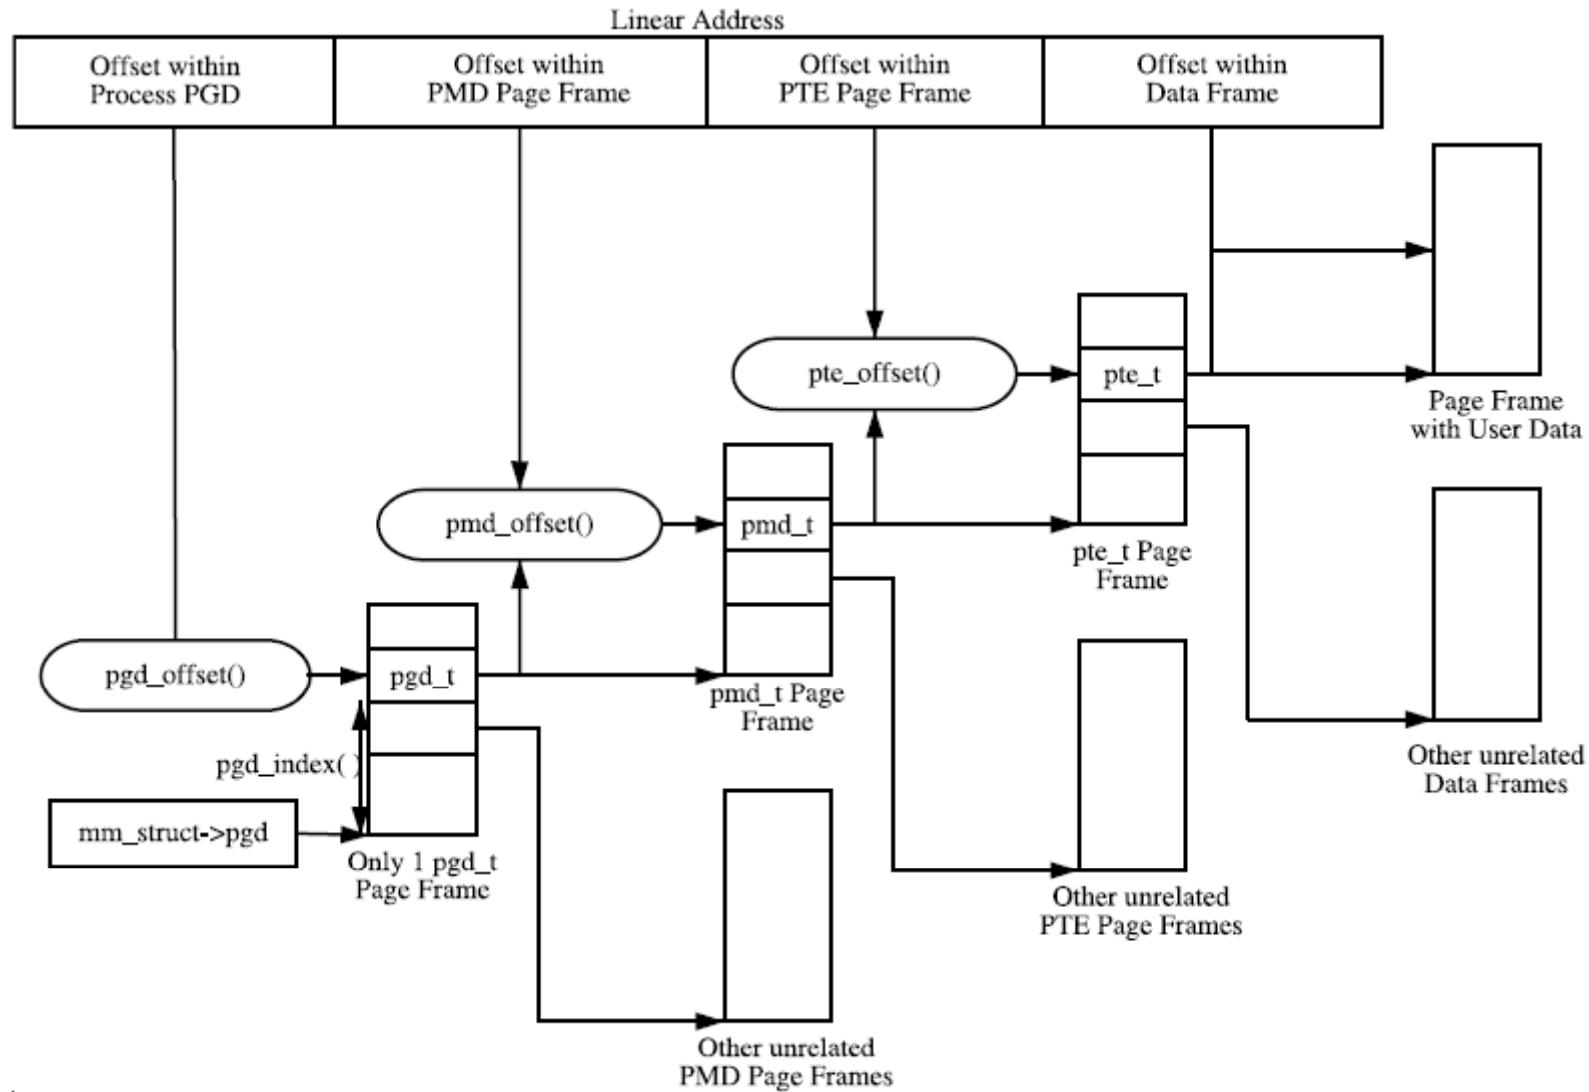 Linear Address
Offset within
Process PGD
Offset within
PMD Page Frame
Offset within
PTE Page Frame
Offset within
Data Frame
pte_offset()
pte_t
Page Frame
with User Data
pmd_offset()
pmd_t
pte_t Page
Frame
pgd_offset()
pgd_t
pmd_t Page
Frame
pgd_index( )
mm_struct->pgd
Only 1 pgd_t
Page Frame
Other unrelated
Data Frames
Other unrelated
PTE Page Frames
Other unrelated
PMD Page Frames